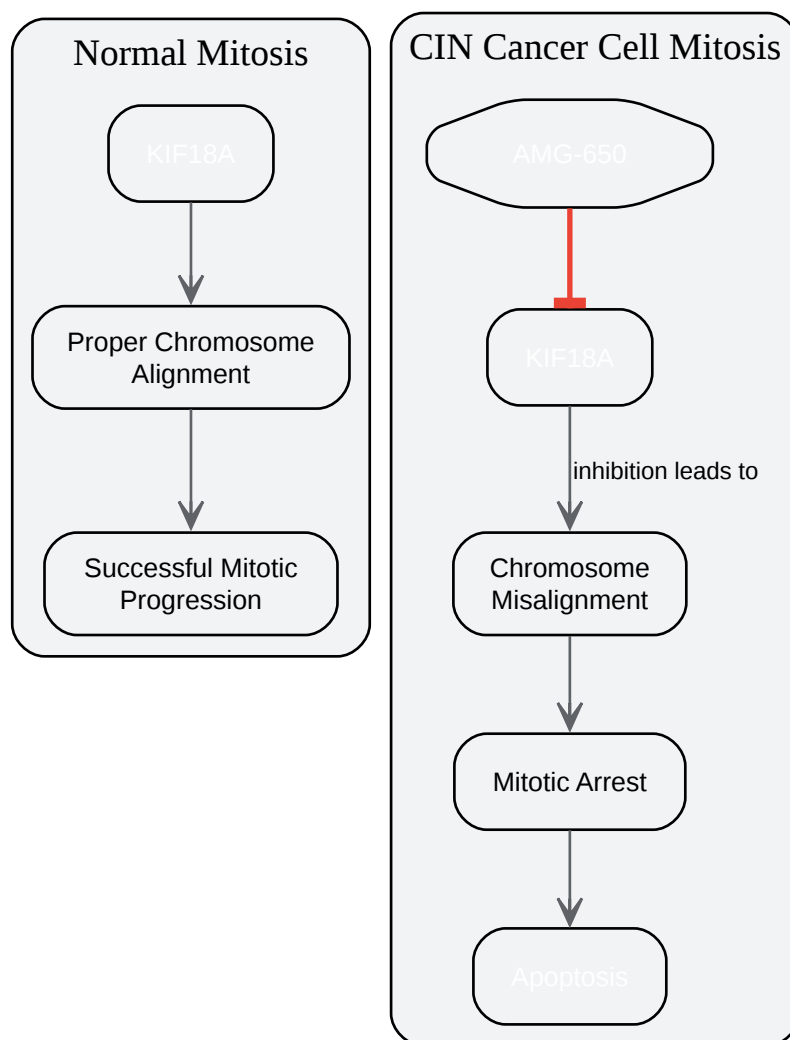 Normal Mitosis
KIF18A
Proper Chromosome
Alignment
Successful Mitotic
Progression
CIN Cancer Cell Mitosis
AMG-650
KIF18A
inhibition leads to
Chromosome
Misalignment
Mitotic Arrest
Apoptosis